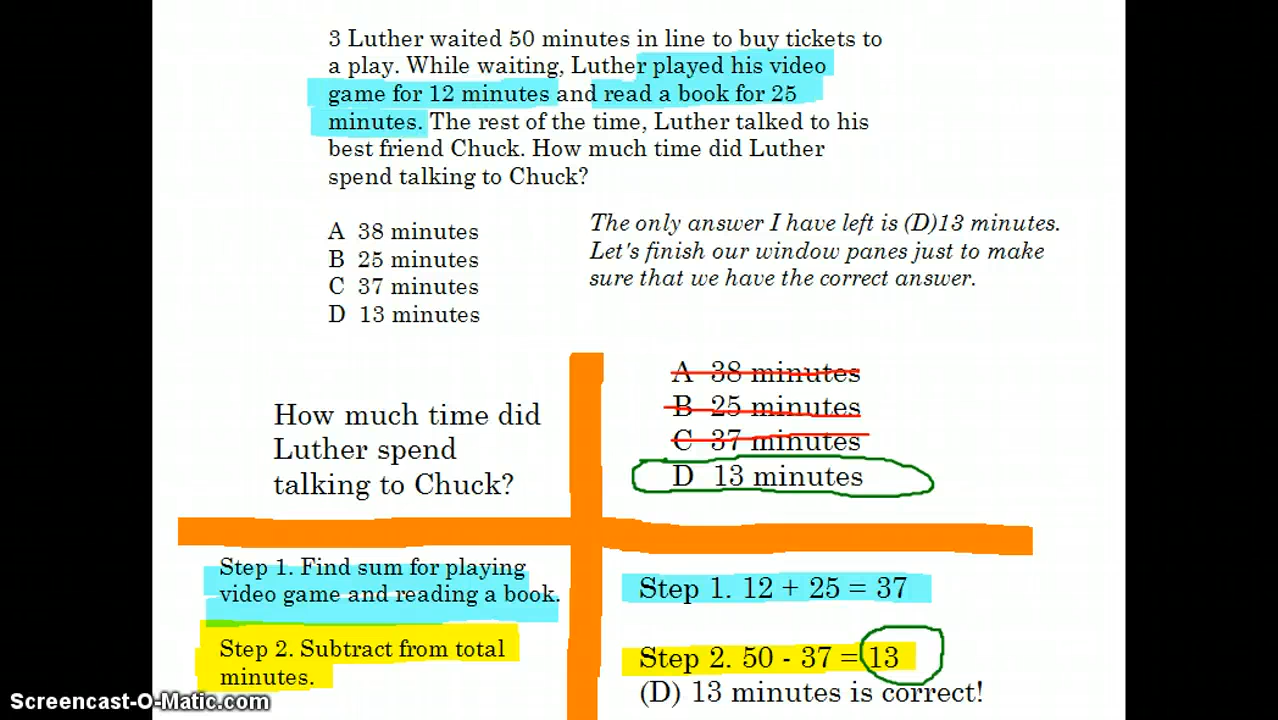 3 Luther waited 50 minutes in line to buy tickets to
a play. While waiting, Luther played his video
game for 12 minutes and read a book for 25
minutes. The rest of the time, Luther talked to his
best friend Chuck. How much time did Luther
spend talking to Chuck?
A 38 minutes
B 25 minutes
C 37 minutes
D 13 minutes
The only answer I have left is (D)13 minutes.
Let's finish our window panes just to make
sure that we have the correct answer.
How much time did
Luther spend
talking to Chuck?
A 38 minutes
B 25 minutes
C 37 minutes
D 13 minutes
Step 1. Find sum for playing
video game and reading a book.
Step 2. Subtract from total
minutes.
Step 1. 12 + 25 = 37
Step 2. 50 - 37 = 13
(D) 13 minutes is correct!
Screencast-O-Matic.com